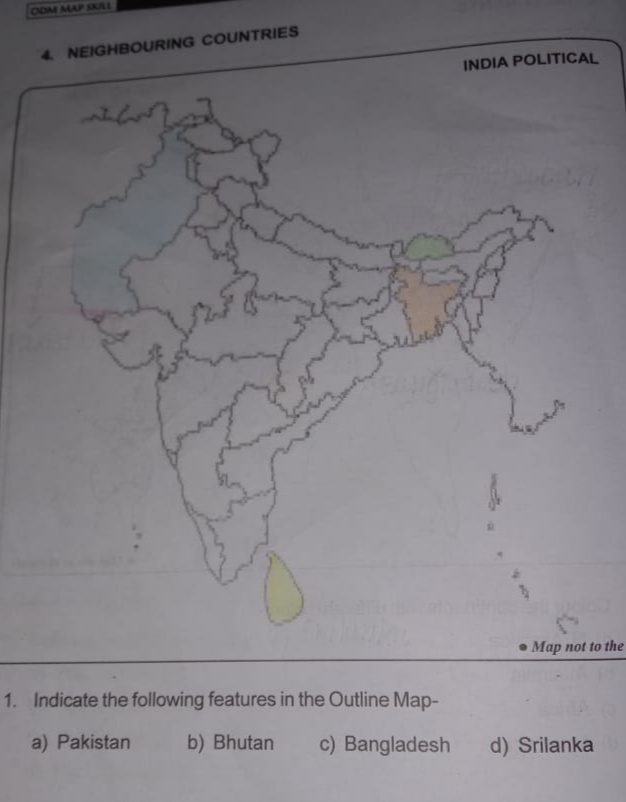 ODM MAP SKILL
4. NEIGHBOURING COUNTRIES
INDIA POLITICAL
● Map not to the
1. Indicate the following features in the Outline Map-
a) Pakistan b) Bhutan c) Bangladesh d) Srilanka